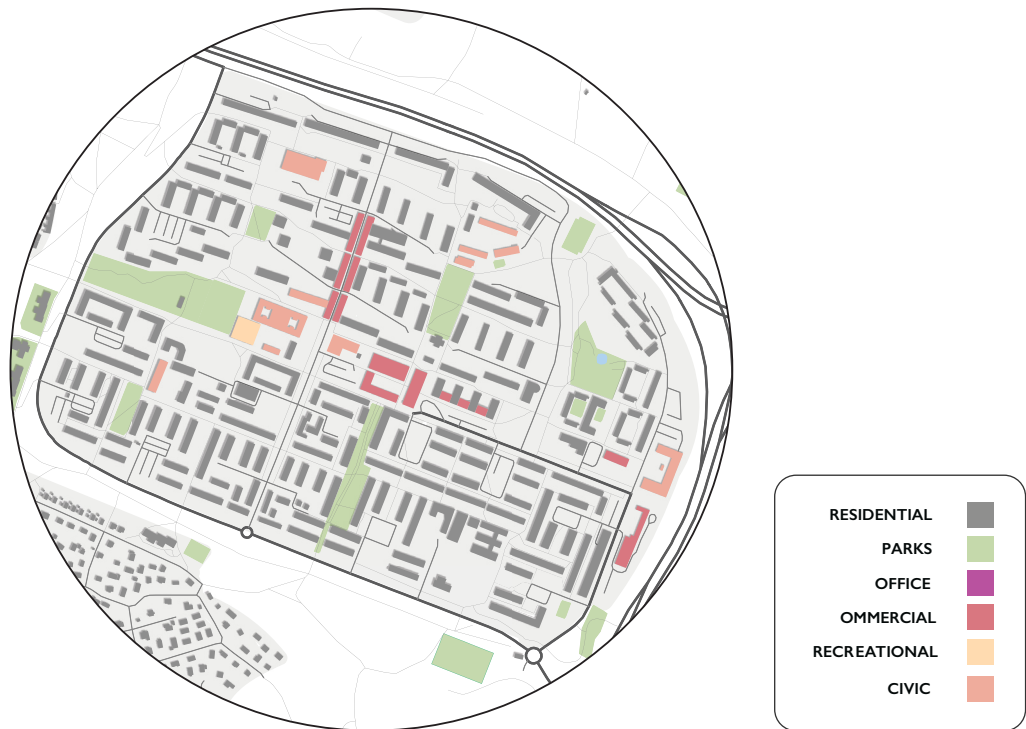 RESIDENTIAL
PARKS
OFFICE
OMMERCIAL
RECREATIONAL
CIVIC